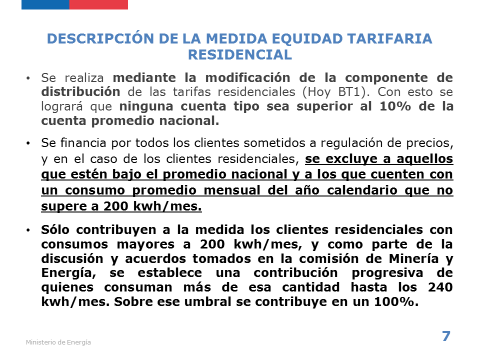 DESCRIPCIÓN DE LA MEDIDA EQUIDAD TARIFARIA
RESIDENCIAL
• Se realiza mediante la modificación de la componente de
distribución de las tarifas residenciales (Hoy BT1). Con esto se
logrará que ninguna cuenta tipo sea superior al 10% de la
cuenta promedio nacional.
• Se financia por todos los clientes sometidos a regulación de precios,
y en el caso de los clientes residenciales, se excluye a aquellos
que estén bajo el promedio nacional y a los que cuenten con
un consumo promedio mensual del año calendario que no
supere a 200 kwh/mes.
• Sólo contribuyen a la medida los clientes residenciales con
consumos mayores a 200 kwh/mes, y como parte de la
discusión y acuerdos tomados en la comisión de Minería y
Energía, se establece una contribución progresiva de
quienes consuman más de esa cantidad hasta los 240
kwh/mes. Sobre ese umbral se contribuye en un 100%.
Ministerio de Energía
7